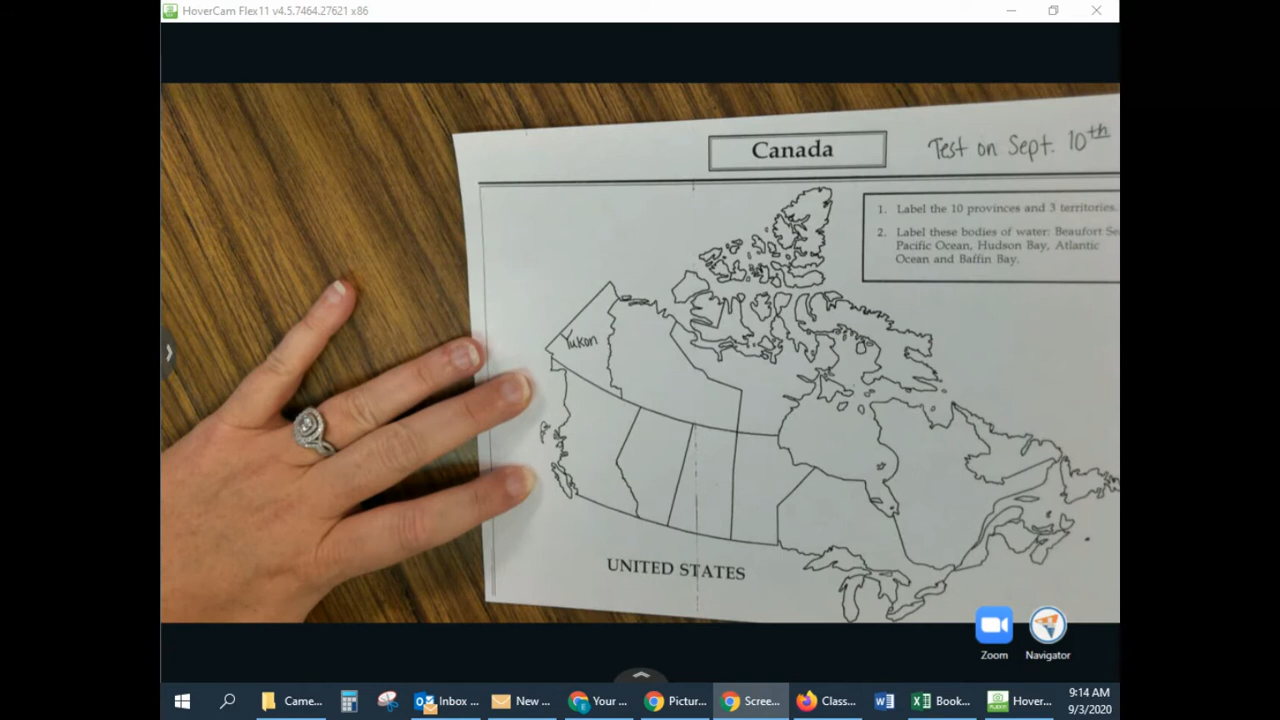 HoverCam Flex11 v4.5.7464.27621 x86
Canada
Test on Sept. 10th
1. Label the 10 provinces and 3 territories.
2. Label these bodies of water: Beaufort Se
Pacific Ocean, Hudson Bay, Atlantic
Ocean and Baffin Bay.
Yukon
UNITED STATES
Zoom
Navigator
Came...
Inbox ...
New ...
Your ...
Pictur...
Scree...
Class...
Book...
Hover...
9:14 AM
9/3/2020